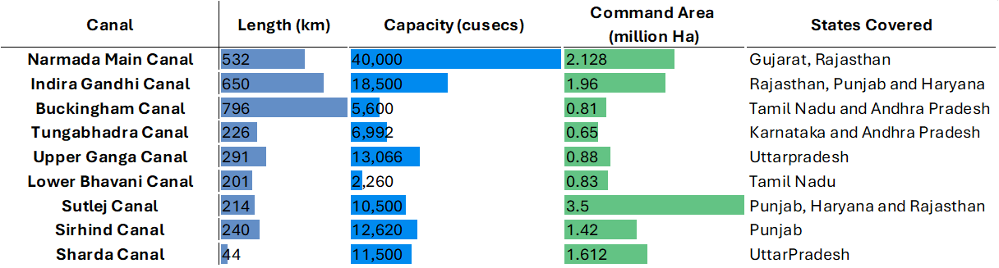 Canal Length (km) Capacity (cusecs) Command Area (million Ha) States Covered
Narmada Main Canal 532 40,000 2.128 Gujarat, Rajasthan
Indira Gandhi Canal 650 18,500 1.96 Rajasthan, Punjab and Haryana
Buckingham Canal 796 5,600 0.81 Tamil Nadu and Andhra Pradesh
Tungabhadra Canal 226 6,992 0.65 Karnataka and Andhra Pradesh
Upper Ganga Canal 291 13,066 0.88 Uttarpradesh
Lower Bhavani Canal 201 2,260 0.83 Tamil Nadu
Sutlej Canal 214 10,500 3.5 Punjab, Haryana and Rajasthan
Sirhind Canal 240 12,620 1.42 Punjab
Sharda Canal 44 11,500 1.612 UttarPradesh